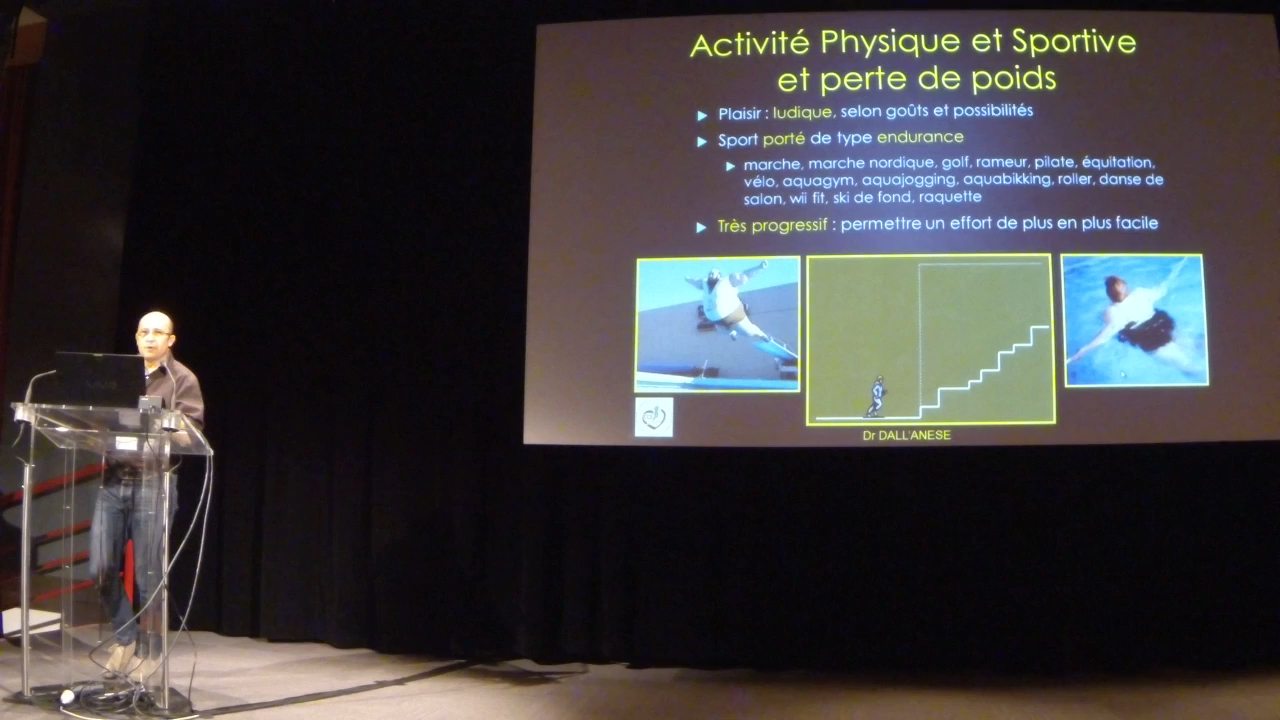 Activité Physique et Sportive
et perte de poids
Plaisir : ludique, selon goûts et possibilités
Sport porté de type endurance
marche, marche nordique, golf, rameur, pilate, équitation,
vélo, aquagym, aquajogging, aquabikking, roller, danse de
salon, wii fit, ski de fond, raquette
Très progressif : permettre un effort de plus en plus facile
Dr DALL'ANESE
VAIO